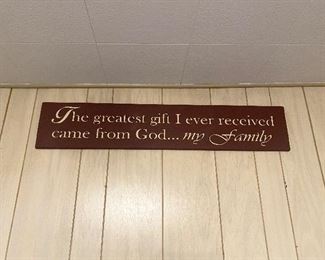 The greatest gift I ever received
came from God... my Family